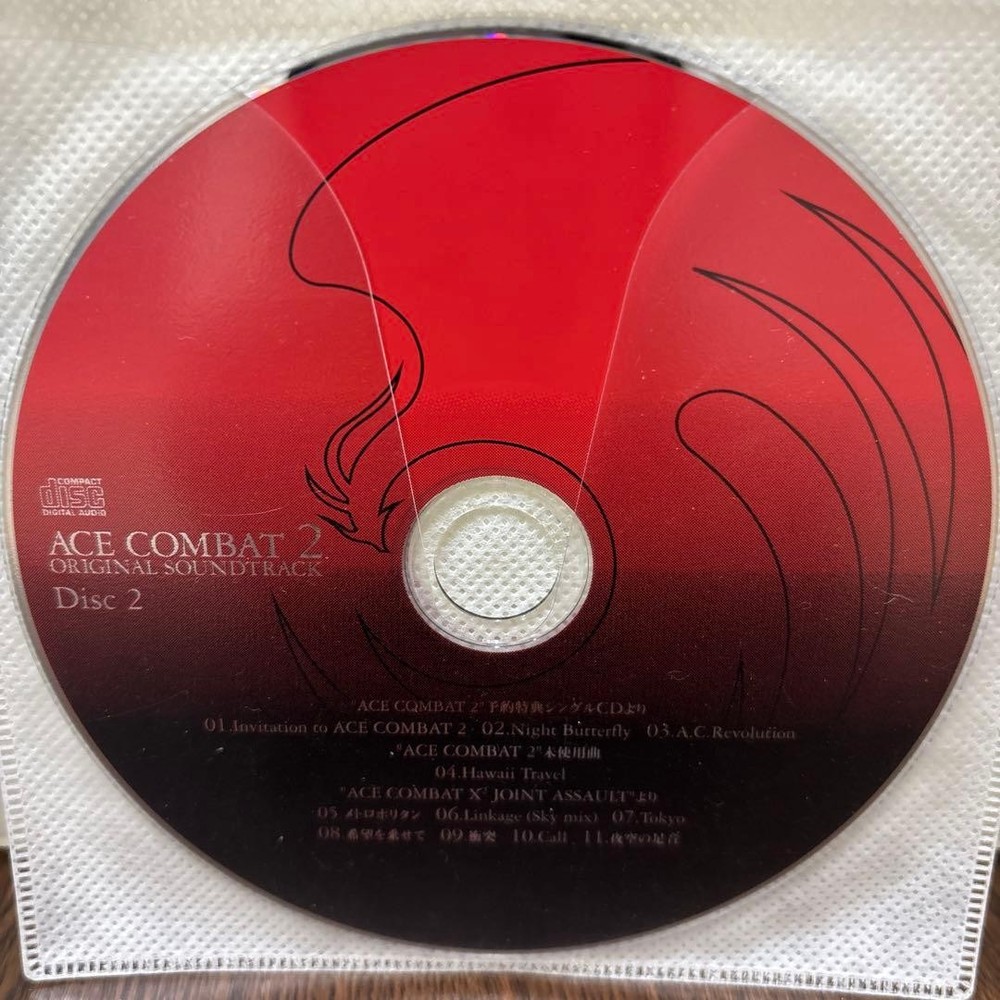 COMPACT
disc
DIGITAL AUDIO
ACE COMBAT 2
ORIGINAL SOUNDTRACK
Disc 2
"ACE COMBAT 2"予約特典シングルCDより
01.Invitation to ACE COMBAT 2 02.Night Butterfly 03.A.C.Revolution
"ACE COMBAT 2"未使用曲
04.Hawaii Travel
"ACE COMBAT X² JOINT ASSAULT"より
05 メトロポリタン 06.Linkage (Sky mix) 07.Tokyo
08 希望を乗せて 09 衝突 10.Call 11.夜空の足音